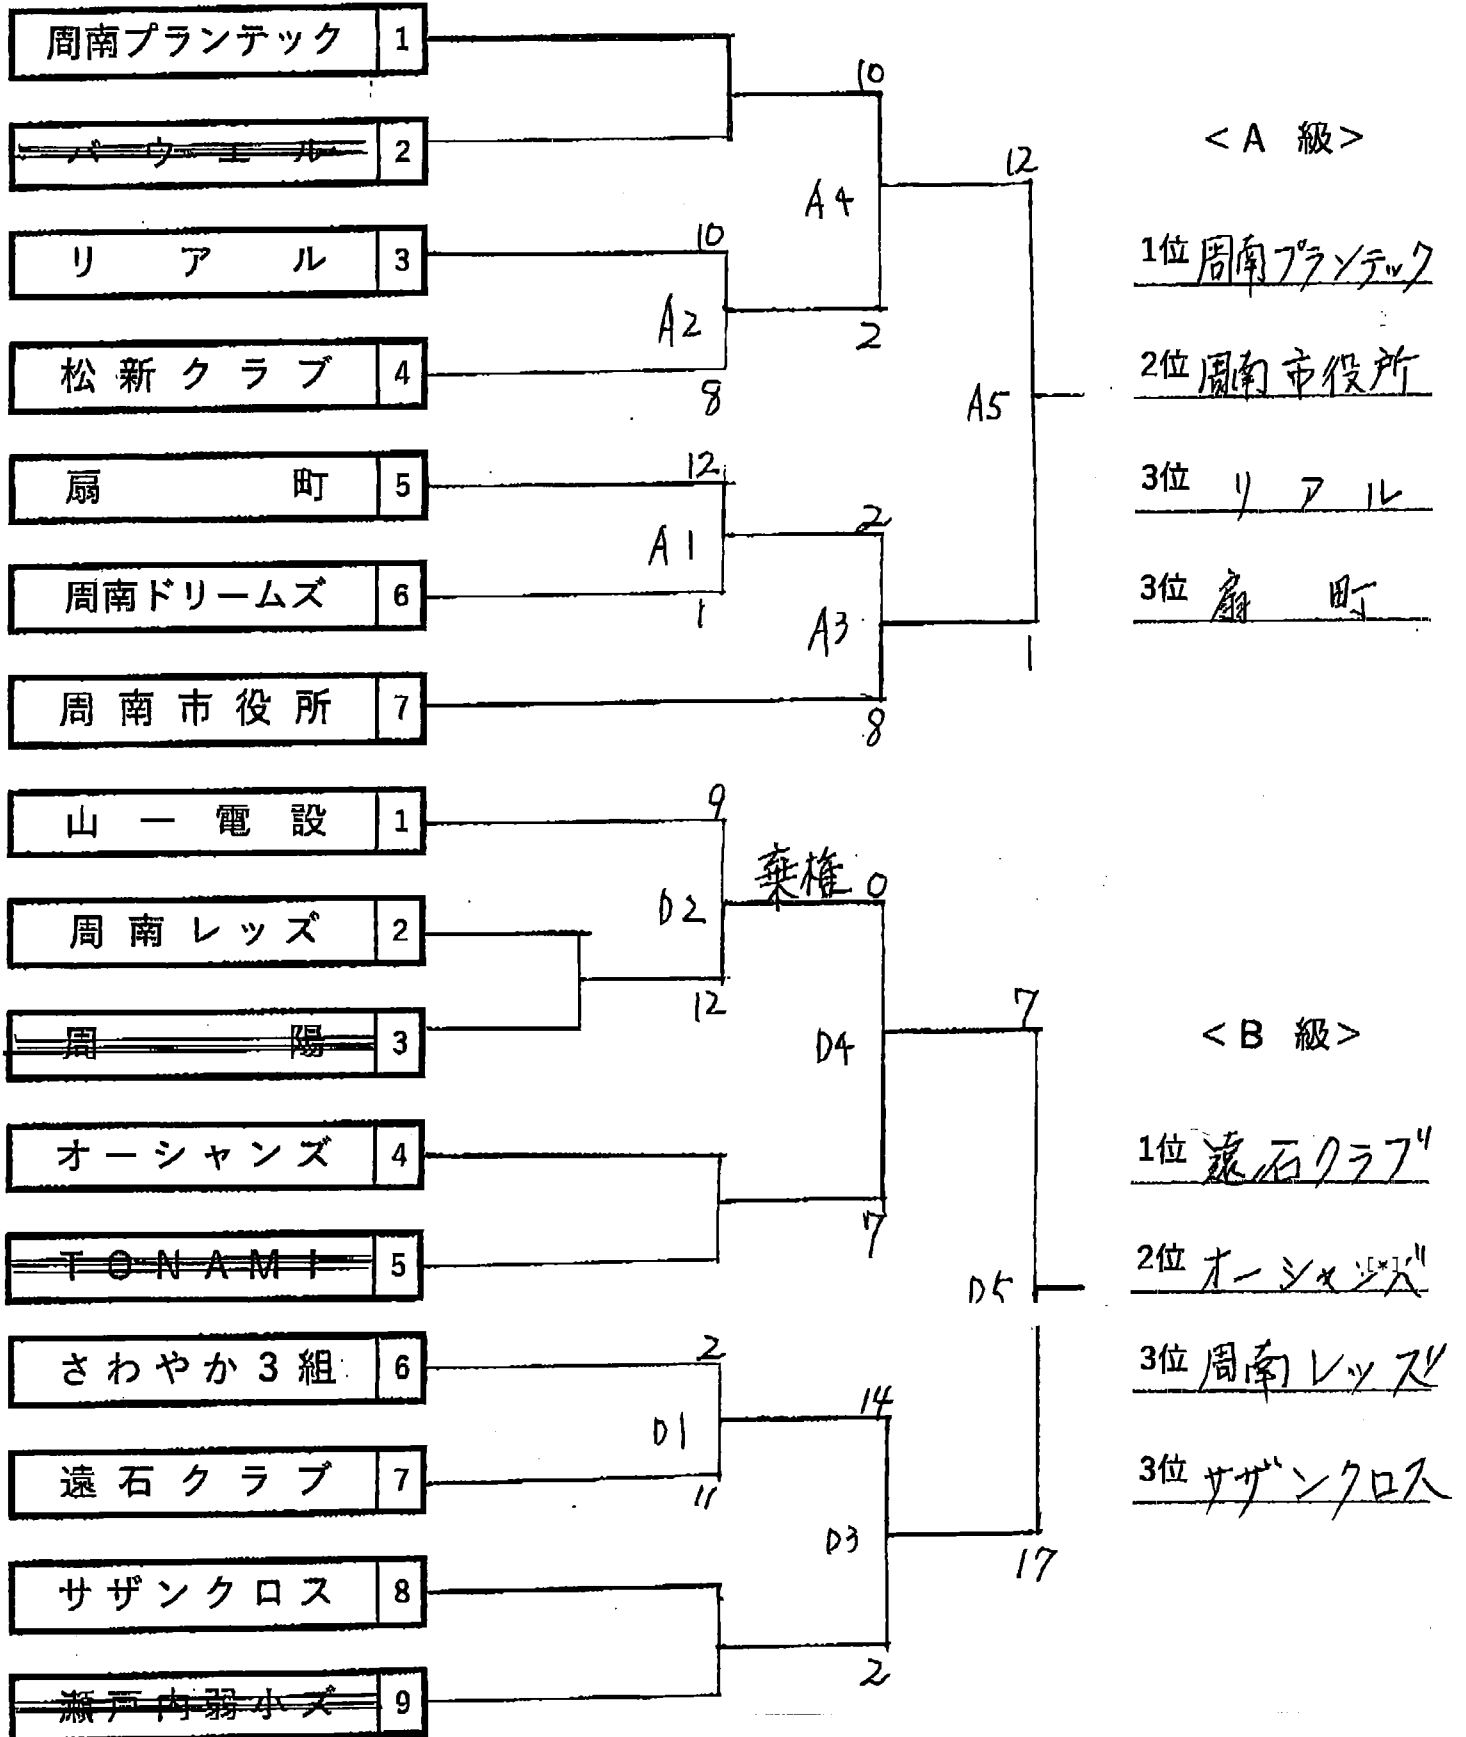 周南プランテック 1
10
バウエル 2
<A 級>
12
A4
リアル 3
10
1位 周南プランテック
A2
2
松新クラブ 4
8
2位 周南市役所
A5
扇町 5
12
3位 リアル
A1
2
周南ドリームズ 6
1
3位 扇町
A3
1
周南市役所 7
8
山一電設 1
9
棄権 0
周南レッズ 2
D2
12
7
周陽 3
D4
<B 級>
オーシャンズ 4
1位 遠石クラブ
7
TONAMI 5
2位 オーシャンズ
D5
さわやか3組 6
2
3位 周南レッズ
14
D1
遠石クラブ 7
11
3位 サザンクロス
D3
17
サザンクロス 8
2
瀬戸内弱小ズ 9